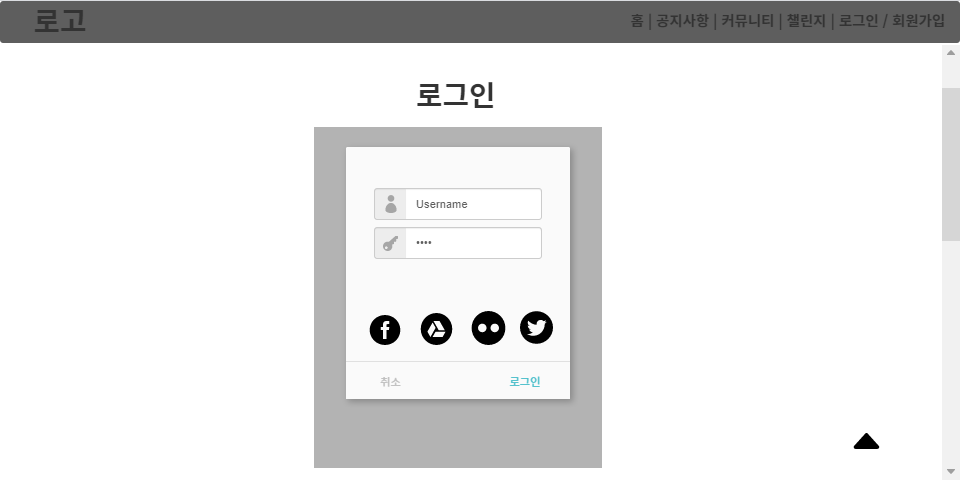 로고
홈 | 공지사항 | 커뮤니티 | 챌린지 | 로그인 / 회원가입
로그인
Username
••••
취소 로그인